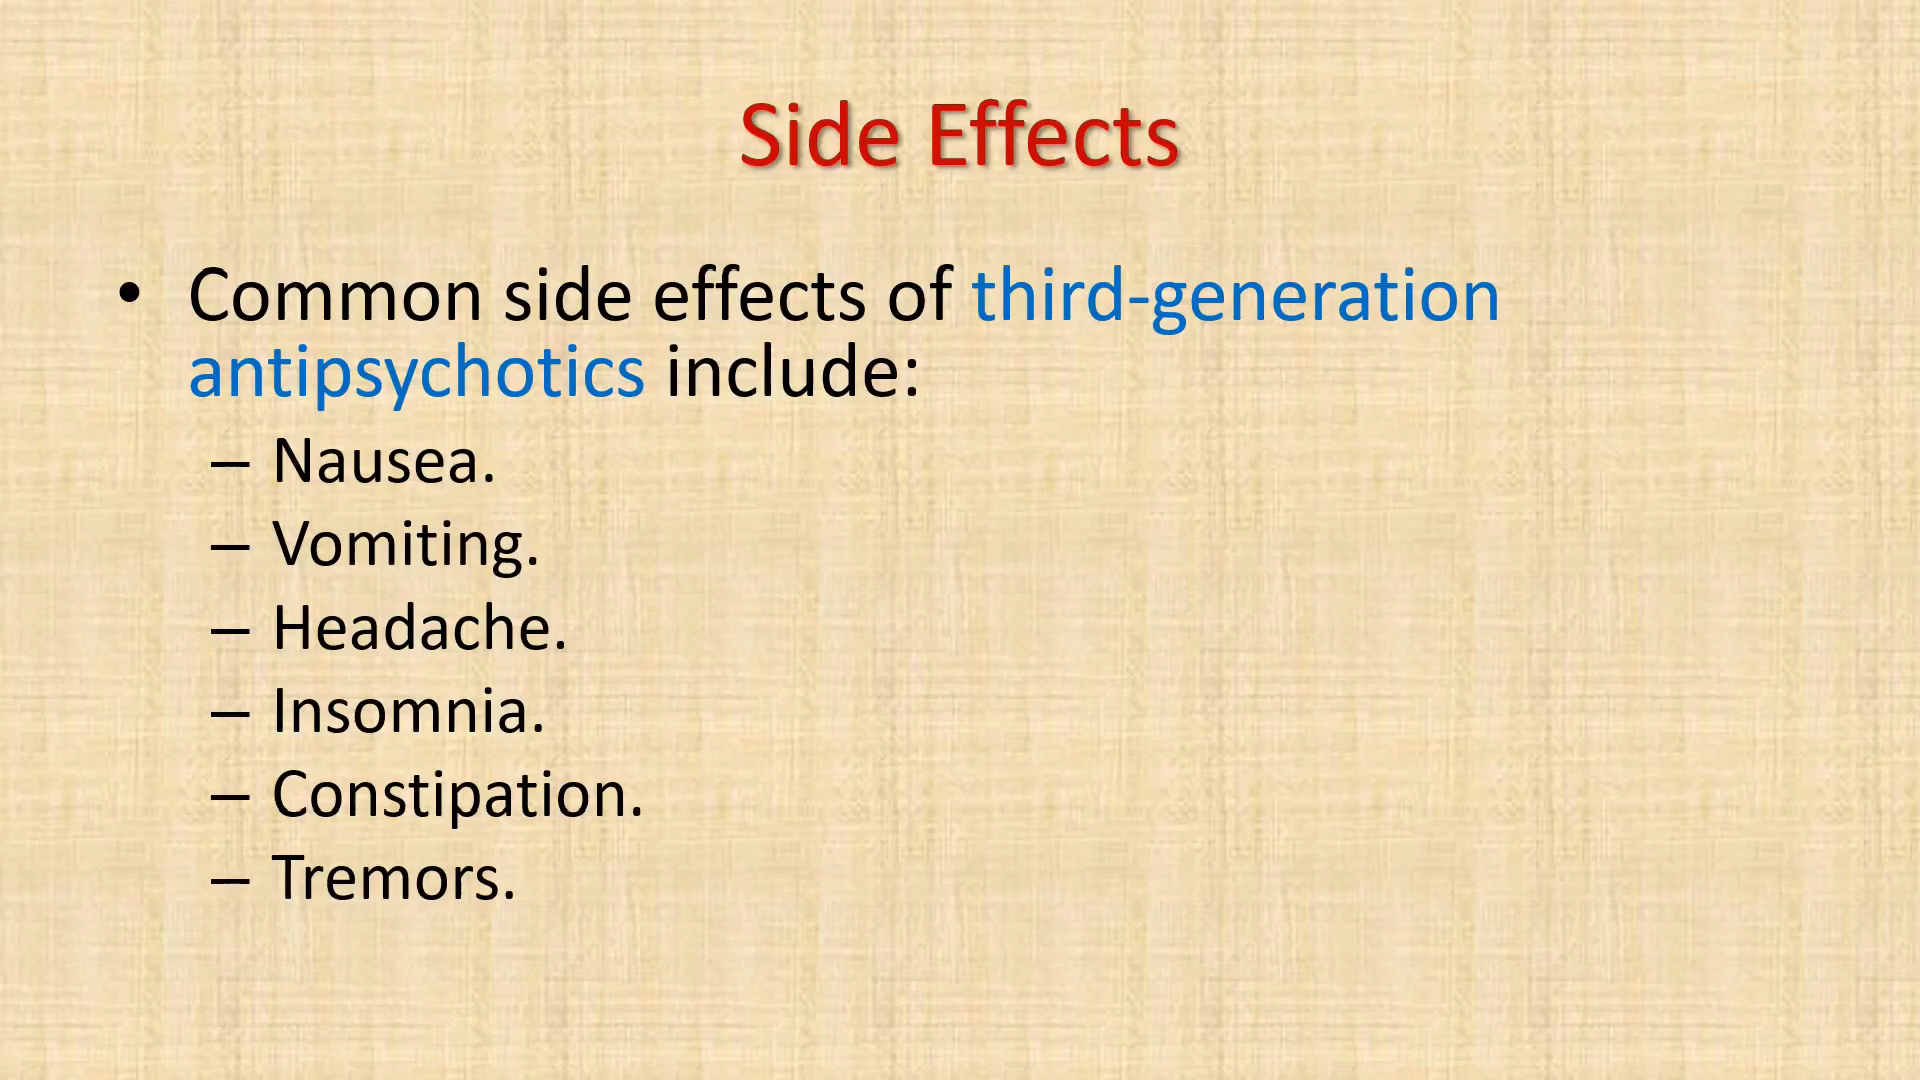 Side Effects
• Common side effects of third-generation
antipsychotics include:
– Nausea.
– Vomiting.
– Headache.
– Insomnia.
– Constipation.
– Tremors.